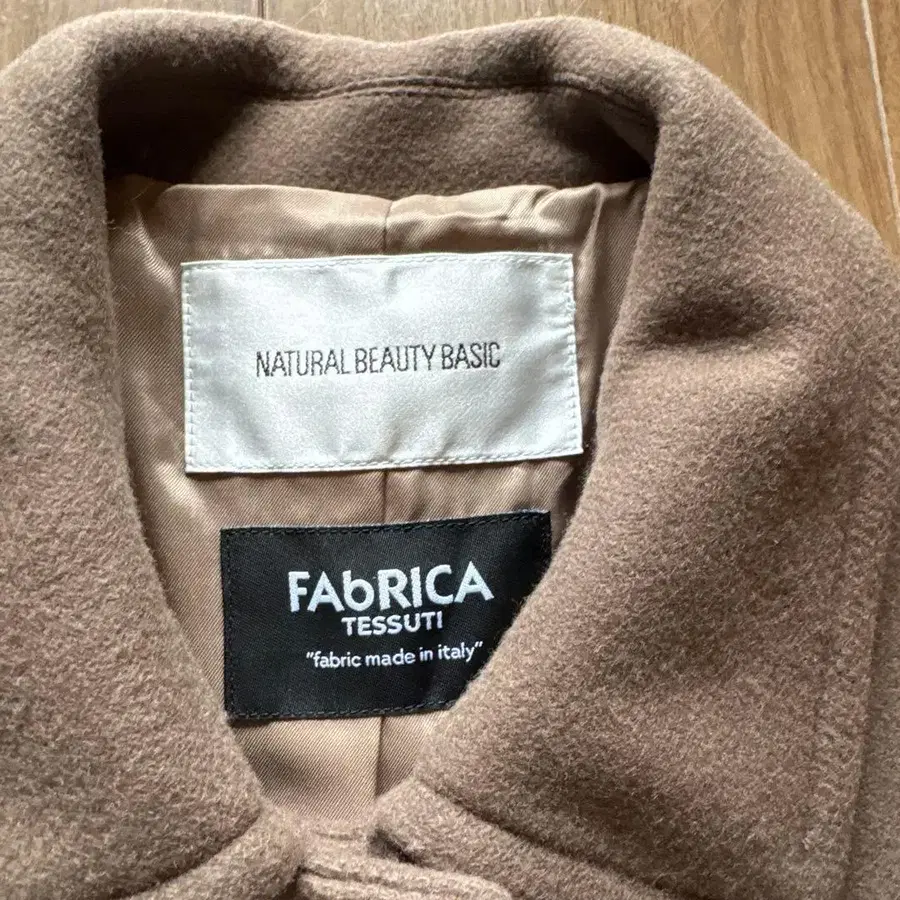 NATURAL BEAUTY BASIC
FAbRICA
TESSUTI
"fabric made in italy"